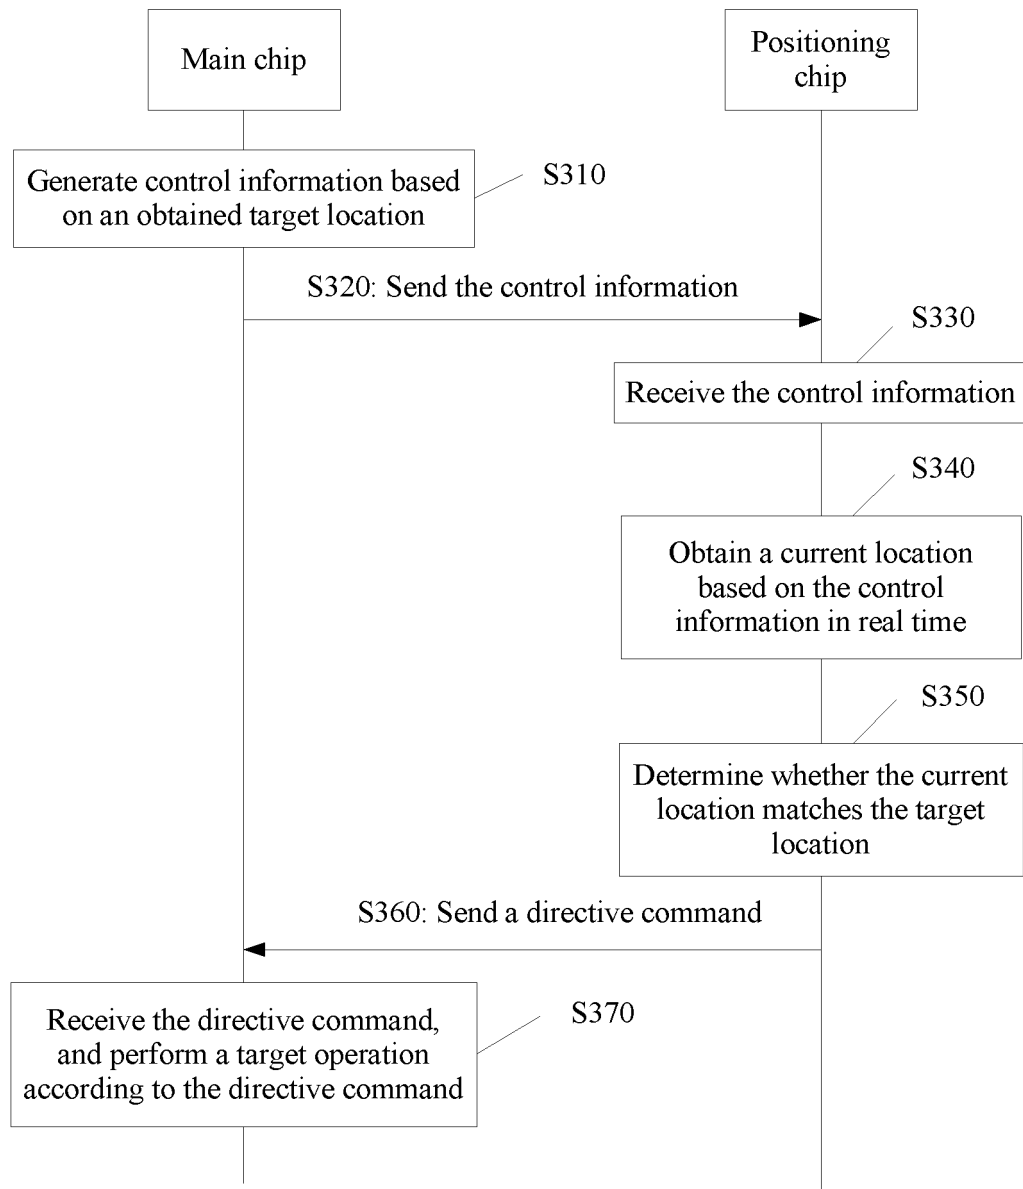 Main chip
Positioning
chip
Generate control information based
on an obtained target location
S310
S320: Send the control information
S330
Receive the control information
S340
Obtain a current location
based on the control
information in real time
S350
Determine whether the current
location matches the target
location
S360: Send a directive command
Receive the directive command,
and perform a target operation
according to the directive command
S370